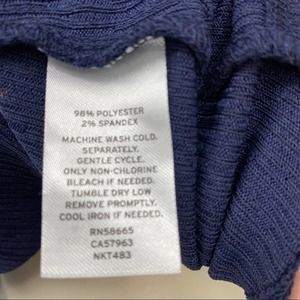 98% POLYESTER
2% SPANDEX
MACHINE WASH COLD.
SEPARATELY.
GENTLE CYCLE.
ONLY NON-CHLORINE
BLEACH IF NEEDED.
TUMBLE DRY LOW
REMOVE PROMPTLY.
COOL IRON IF NEEDED.
RN58665
CA57963
NKT483